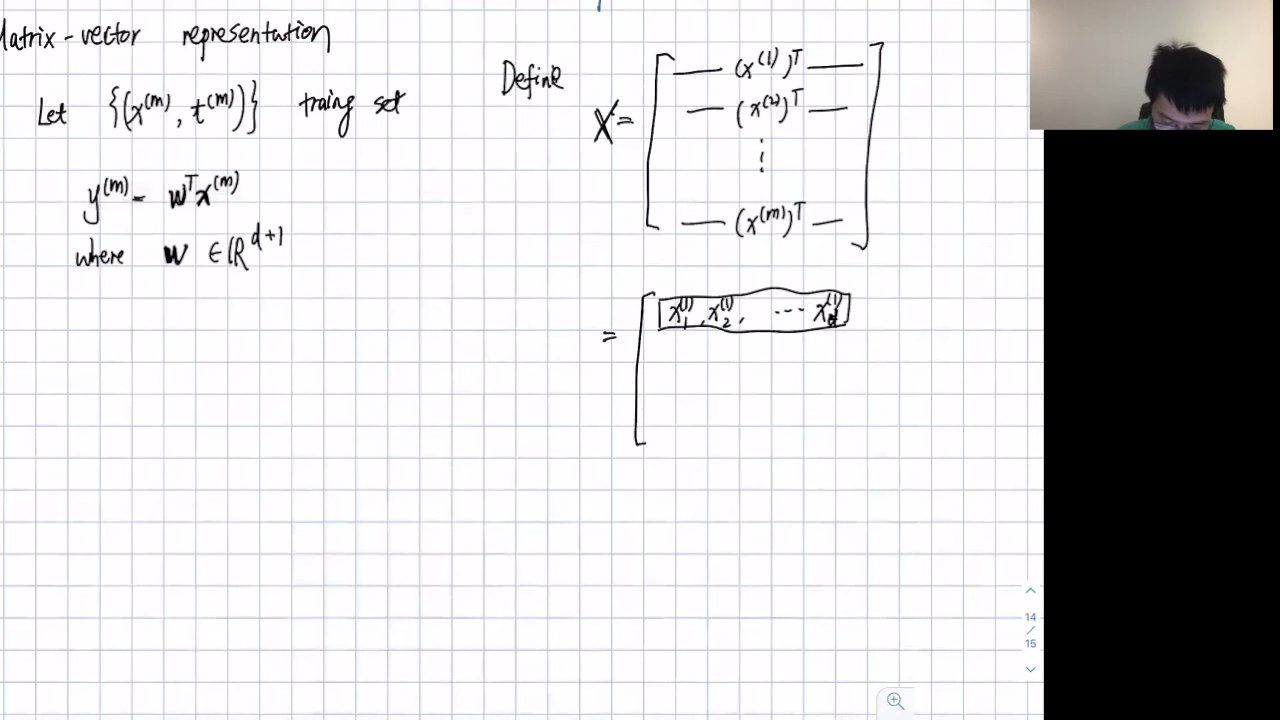 Matrix-vector representation
Let {(x^(m), t^(m))} traing set
y^(m) = w^T x^(m)
where w ∈ ℝ^{d+1}
Define
X = [ — (x^(1))^T —
— (x^(2))^T —
⋮
— (x^(m))^T — ]
= [ x_1^(1), x_2^(1), ⋯ x_d^(1)
14
/
15